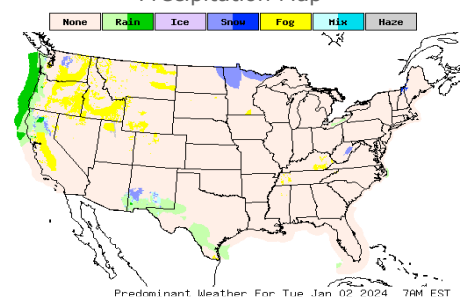 Precipitation Map
None Rain Ice Snow Fog Mix Haze
Predominant Weather For Tue Jan 02 2024 7AM EST